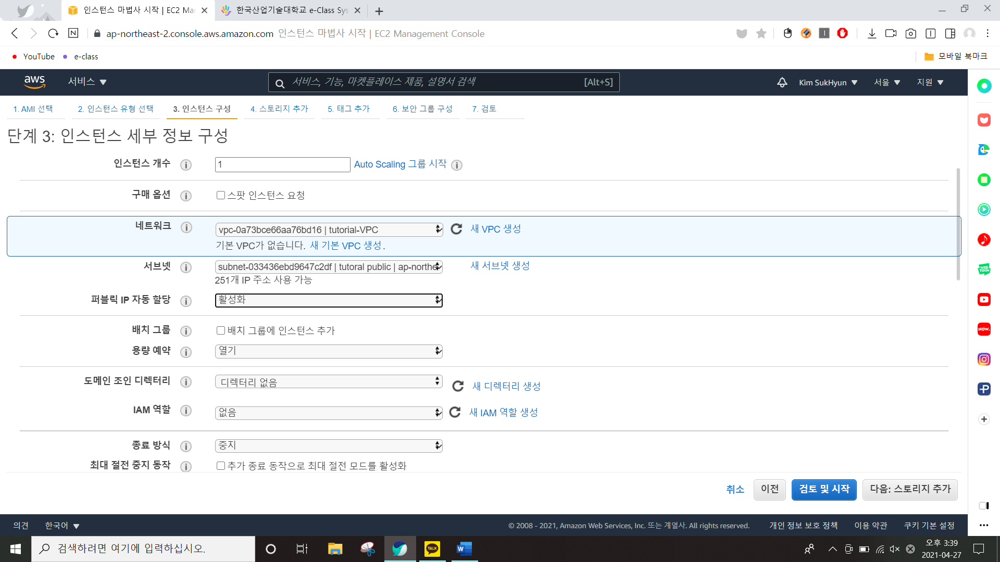 인스턴스 마법사 시작 | EC2 Ma
한국산업기술대학교 e-Class Sys
ap-northeast-2.console.aws.amazon.com 인스턴스 마법사 시작 | EC2 Management Console
YouTube e-class 모바일 북마크
aws 서비스 서비스, 기능, 마켓플레이스 제품, 설명서 검색 [Alt+S] Kim SukHyun 서울 지원
1. AMI 선택 2. 인스턴스 유형 선택 3. 인스턴스 구성 4. 스토리지 추가 5. 태그 추가 6. 보안 그룹 구성 7. 검토
단계 3: 인스턴스 세부 정보 구성
인스턴스 개수 1 Auto Scaling 그룹 시작
구매 옵션 스팟 인스턴스 요청
네트워크 vpc-0a73bce66aa76bd16 | tutorial-VPC 새 VPC 생성
기본 VPC가 없습니다. 새 기본 VPC 생성.
서브넷 subnet-033436ebd9647c2df | tutoral public | ap-northe 새 서브넷 생성
251개 IP 주소 사용 가능
퍼블릭 IP 자동 할당 활성화
배치 그룹 배치 그룹에 인스턴스 추가
용량 예약 열기
도메인 조인 디렉터리 디렉터리 없음 새 디렉터리 생성
IAM 역할 없음 새 IAM 역할 생성
종료 방식 중지
최대 절전 중지 동작 추가 종료 동작으로 최대 절전 모드를 활성화
취소 이전 검토 및 시작 다음: 스토리지 추가
의견 한국어 © 2008 - 2021, Amazon Web Services, Inc. 또는 계열사. All rights reserved. 개인 정보 보호 정책 이용 약관 쿠키 기본 설정
WEB TOON
NOW.
검색하려면 여기에 입력하십시오.
TALK
W
오후 3:39
2021-04-27